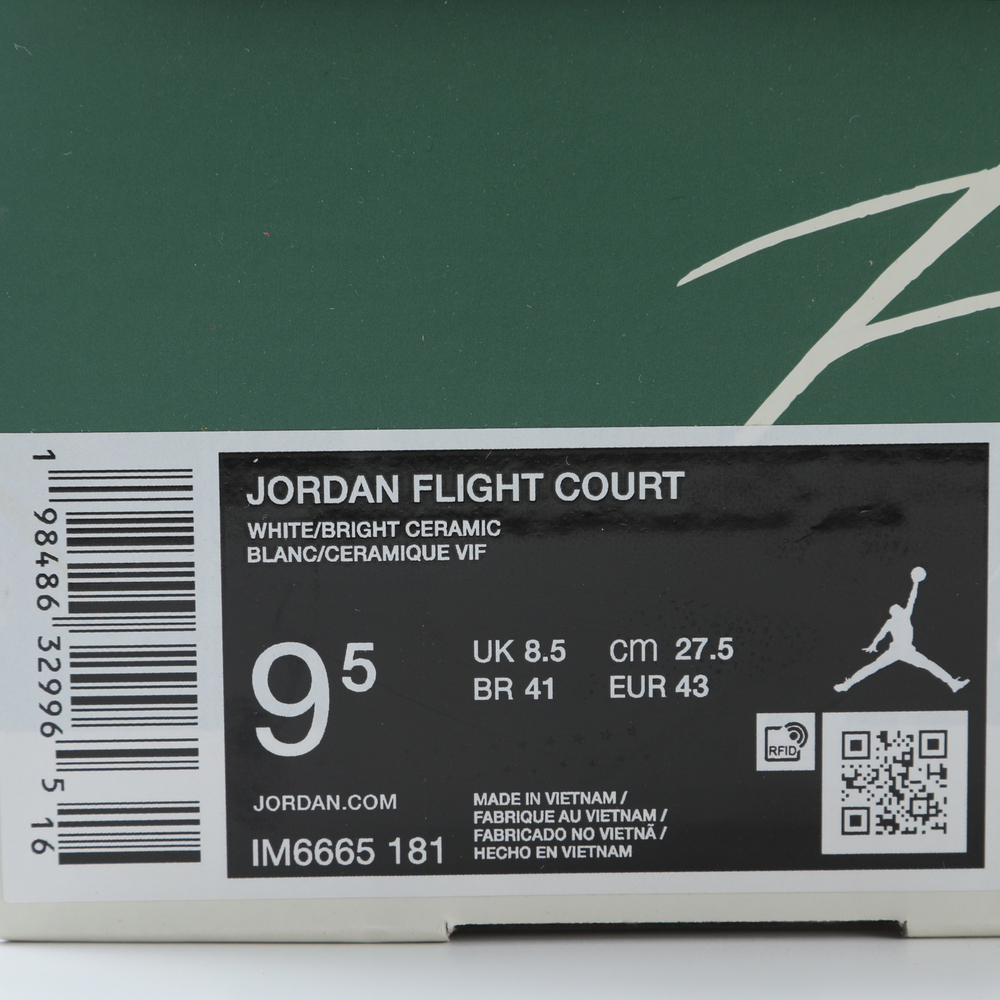 JORDAN FLIGHT COURT
WHITE/BRIGHT CERAMIC
BLANC/CERAMIQUE VIF
9⁵
UK 8.5 cm 27.5
BR 41 EUR 43
RFID
JORDAN.COM
IM6665 181
MADE IN VIETNAM /
FABRIQUE AU VIETNAM /
FABRICADO NO VIETNÃ /
HECHO EN VIETNAM
1 98486 32996 5 16